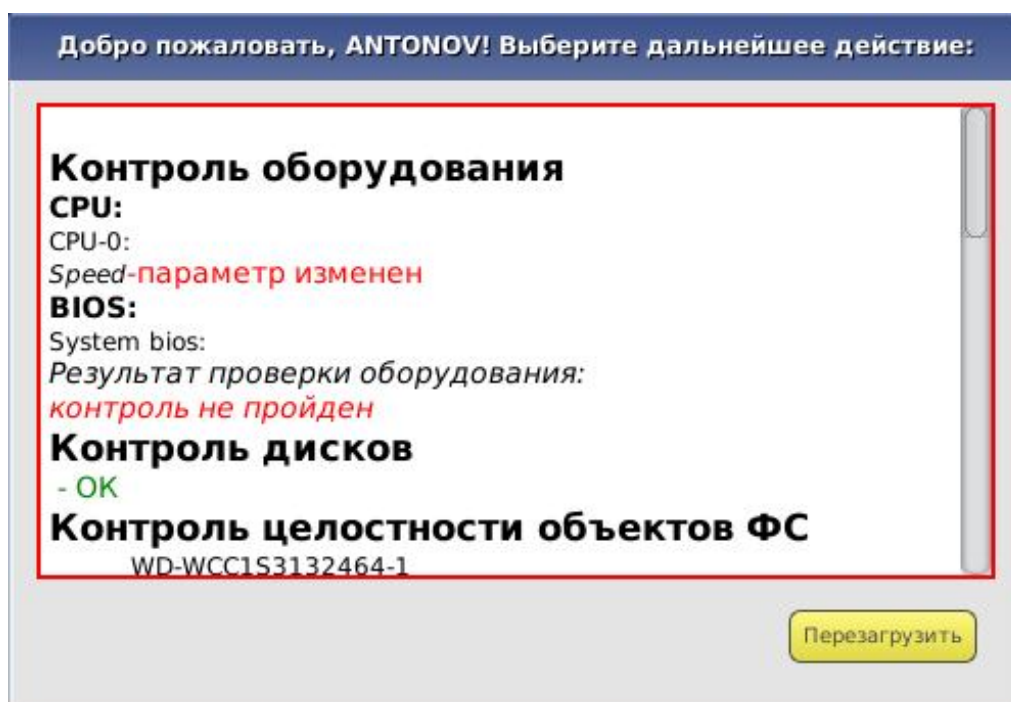 Добро пожаловать, ANTONOV! Выберите дальнейшее действие:
Контроль оборудования
CPU:
CPU-0:
Speed-параметр изменен
BIOS:
System bios:
Результат проверки оборудования:
контроль не пройден
Контроль дисков
- OK
Контроль целостности объектов ФС
WD-WCC1S3132464-1
Перезагрузить